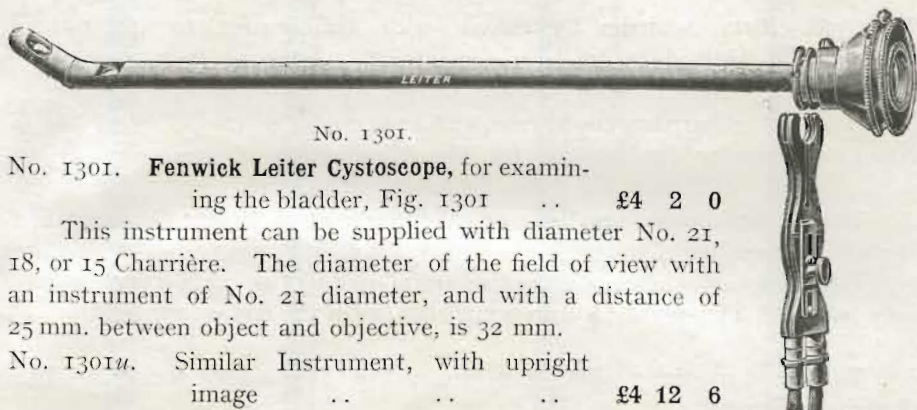 LEITER
No. 1301.
No. 1301. Fenwick Leiter Cystoscope, for examin-
ing the bladder, Fig. 1301 .. £4 2 0
This instrument can be supplied with diameter No. 21,
18, or 15 Charrière. The diameter of the field of view with
an instrument of No. 21 diameter, and with a distance of
25 mm. between object and objective, is 32 mm.
No. 1301u. Similar Instrument, with upright
image .. .. .. £4 12 6